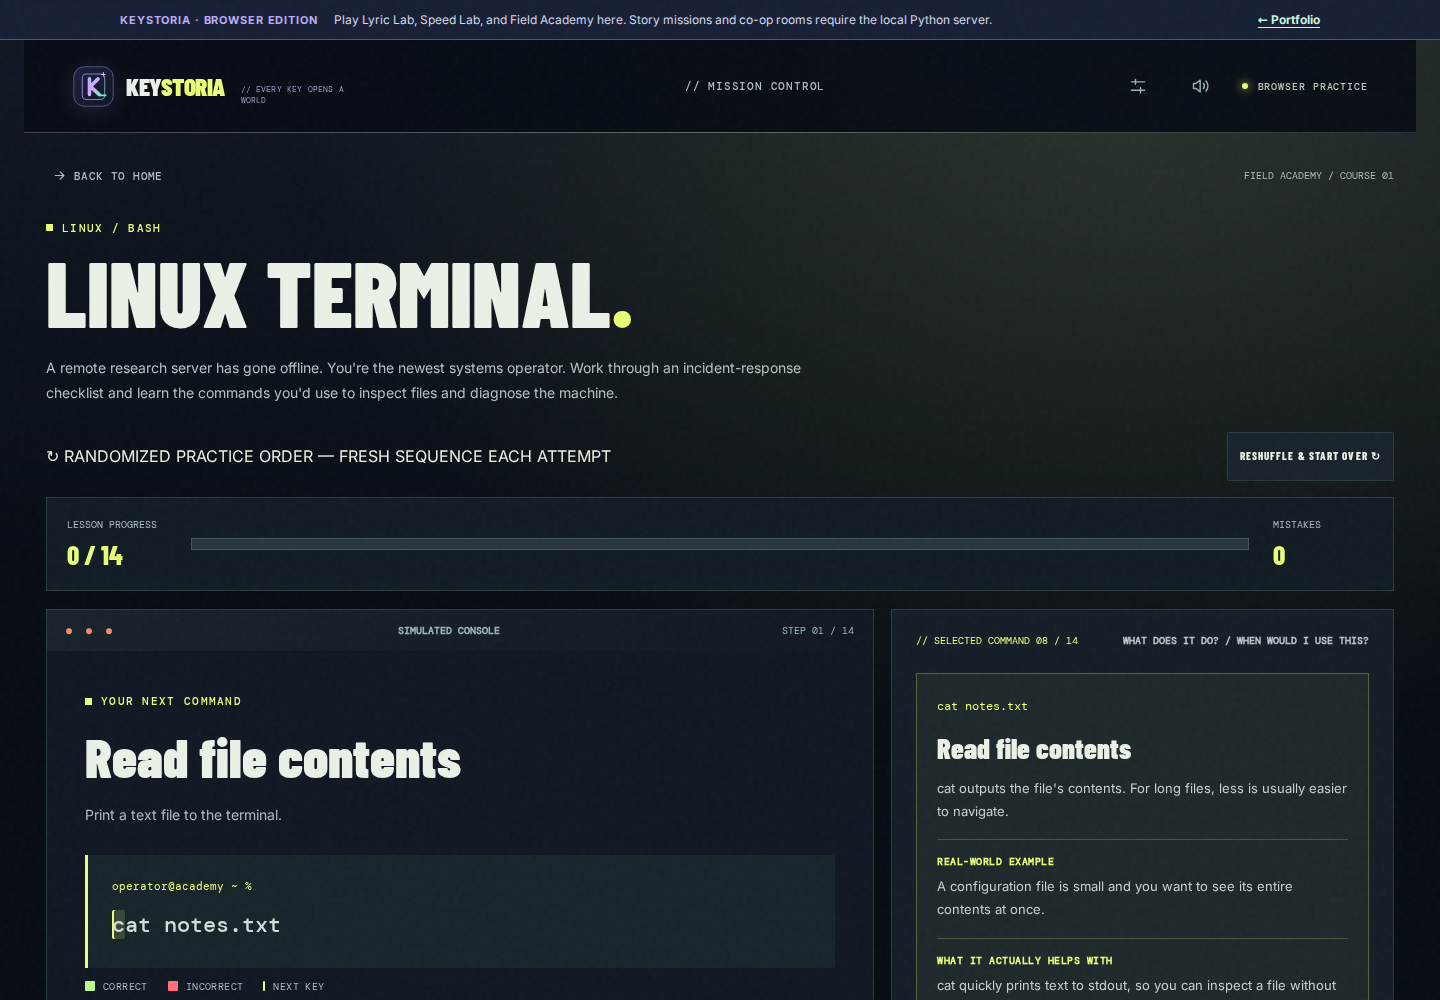 KEYSTORIA · BROWSER EDITION Play Lyric Lab, Speed Lab, and Field Academy here. Story missions and co-op rooms require the local Python server. ← Portfolio
K KEYSTORIA // EVERY KEY OPENS A
WORLD
// MISSION CONTROL
BROWSER PRACTICE
→ BACK TO HOME
FIELD ACADEMY / COURSE 01
LINUX / BASH
LINUX TERMINAL.
A remote research server has gone offline. You're the newest systems operator. Work through an incident-response
checklist and learn the commands you'd use to inspect files and diagnose the machine.
↻ RANDOMIZED PRACTICE ORDER — FRESH SEQUENCE EACH ATTEMPT
RESHUFFLE & START OVER ↻
LESSON PROGRESS
0 / 14
MISTAKES
0
SIMULATED CONSOLE
STEP 01 / 14
YOUR NEXT COMMAND
Read file contents
Print a text file to the terminal.
operator@academy ~ %
cat notes.txt
CORRECT INCORRECT NEXT KEY
// SELECTED COMMAND 08 / 14
WHAT DOES IT DO? / WHEN WOULD I USE THIS?
cat notes.txt
Read file contents
cat outputs the file's contents. For long files, less is usually easier
to navigate.
REAL-WORLD EXAMPLE
A configuration file is small and you want to see its entire
contents at once.
WHAT IT ACTUALLY HELPS WITH
cat quickly prints text to stdout, so you can inspect a file without